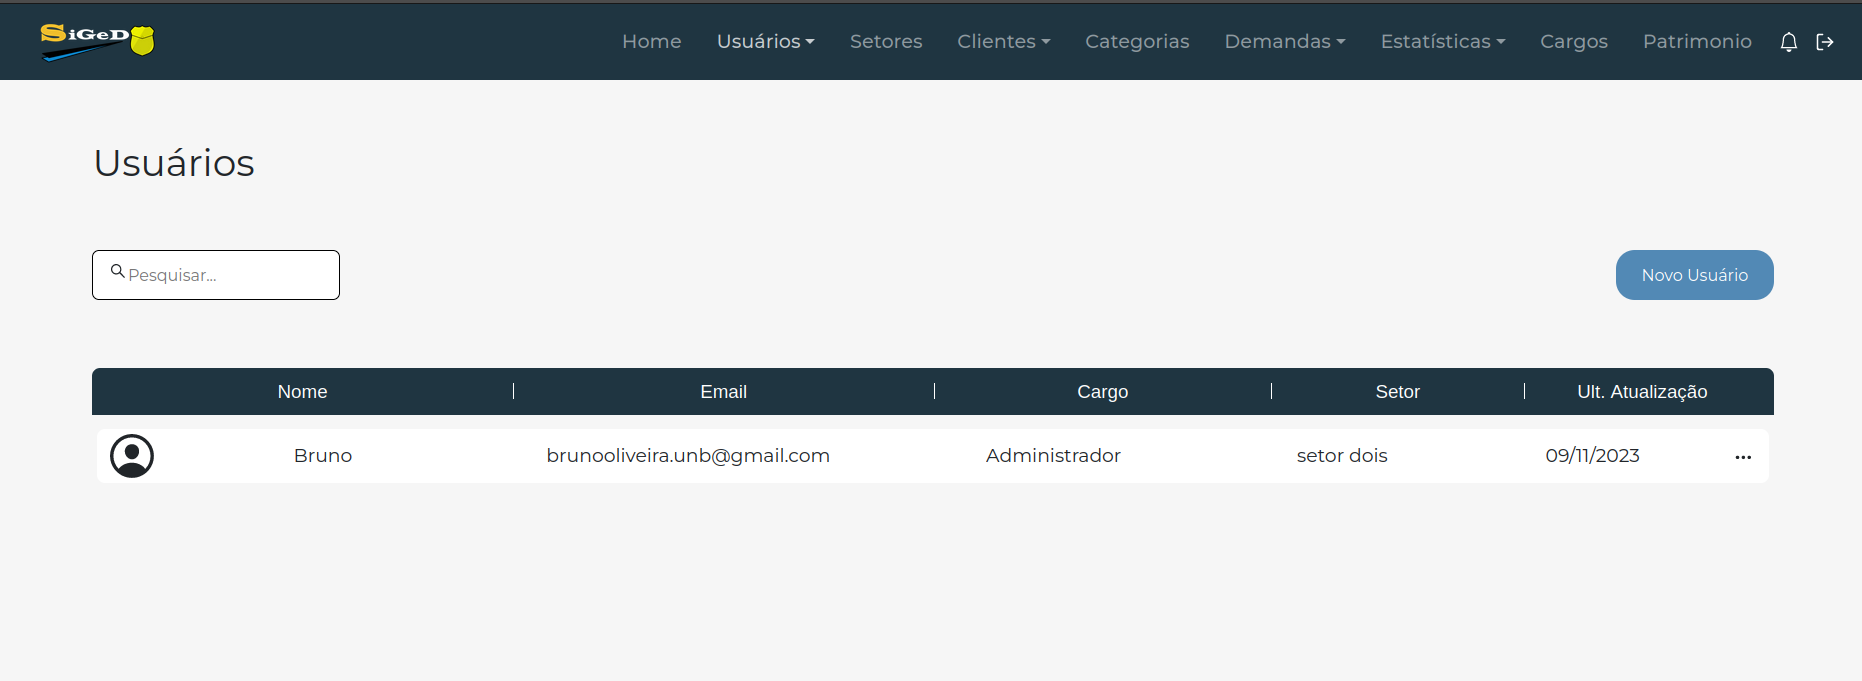 SiGeD Home Usuários Setores Clientes Categorias Demandas Estatísticas Cargos Patrimonio
Usuários
Pesquisar...
Novo Usuário
Nome Email Cargo Setor Ult. Atualização
Bruno brunooliveira.unb@gmail.com Administrador setor dois 09/11/2023 ...